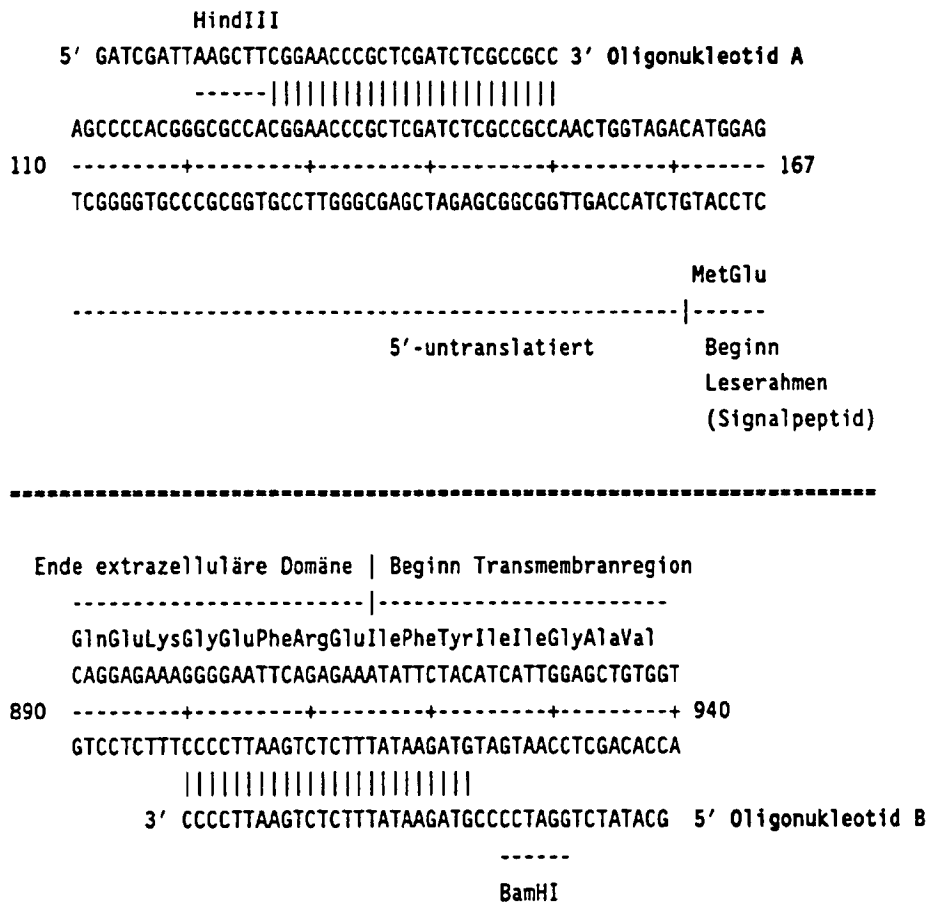 HindIII
5' GATCGATTAAGCTTCGGAACCCGCTCGATCTCGCCGCC 3' Oligonukleotid A
------||||||||||||||||||||||||
AGCCCCACGGGCGCCACGGAACCCGCTCGATCTCGCCGCCAACTGGTAGACATGGAG
110 ---------+---------+---------+---------+---------+------- 167
TCGGGGTGCCCGCGGTGCCTTGGGCGAGCTAGAGCGGCGGTTGACCATCTGTACCTC
MetGlu
--------------------------------------------------|------
5'-untranslatiert Beginn
Leserahmen
(Signalpeptid)
Ende extrazelluläre Domäne | Beginn Transmembranregion
------------------------|------------------------
GlnGluLysGlyGluPheArgGluIlePheTyrIleIleGlyAlaVal
CAGGAGAAAGGGGAATTCAGAGAAATATTCTACATCATTGGAGCTGTGGT
890 ---------+---------+---------+---------+---------+ 940
GTCCTCTTTCCCCTTAAGTCTCTTTATAAGATGTAGTAACCTCGACACCA
||||||||||||||||||||||||
3' CCCCTTAAGTCTCTTTATAAGATGCCCCTAGGTCTATACG 5' Oligonukleotid B
------
BamHI